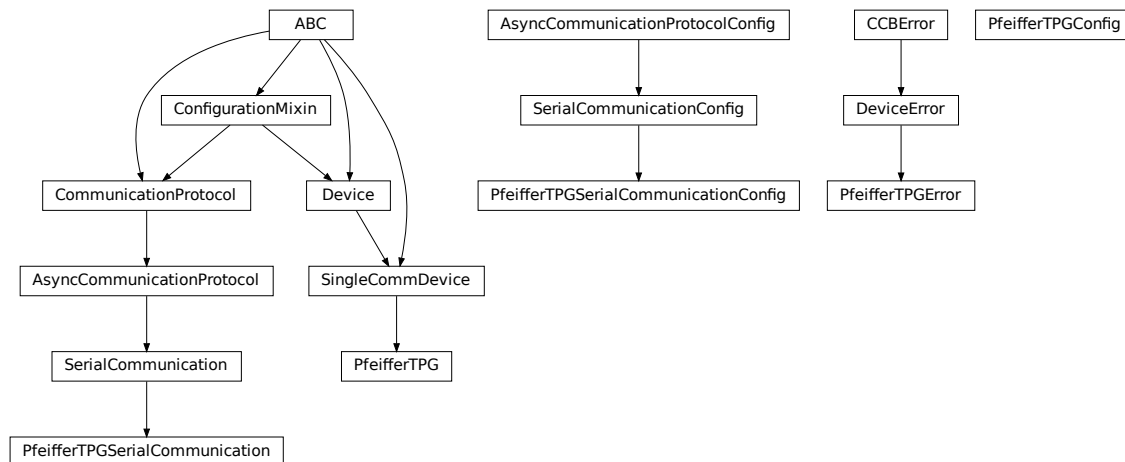 ABC
AsyncCommunicationProtocolConfig
CCBError
PfeifferTPGConfig
ConfigurationMixin
SerialCommunicationConfig
DeviceError
CommunicationProtocol
Device
PfeifferTPGSerialCommunicationConfig
PfeifferTPGError
AsyncCommunicationProtocol
SingleCommDevice
SerialCommunication
PfeifferTPG
PfeifferTPGSerialCommunication